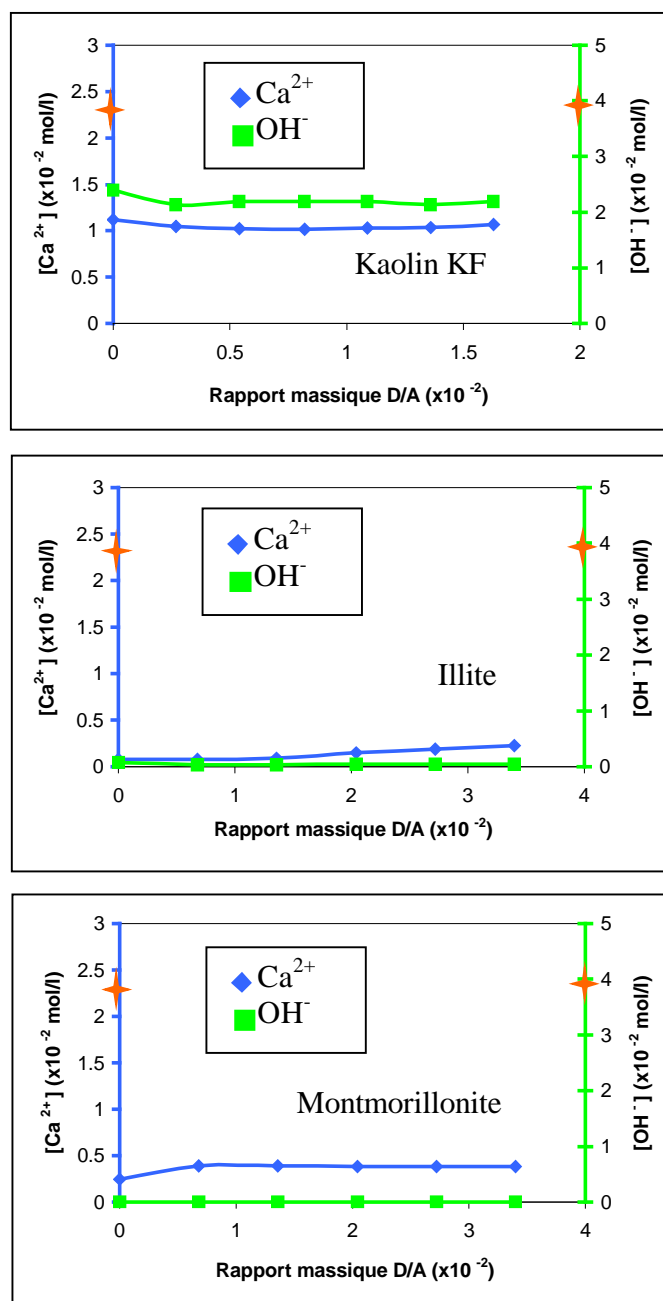 3
2.5
2
1.5
1
0.5
0
[Ca 2+] (x10 -2 mol/l)
Ca2+
OH-
Kaolin KF
5
4
3
2
1
0
[OH -] (x10 -2 mol/l)
0 0.5 1 1.5 2
Rapport massique D/A (x10 -2)
3
2.5
2
1.5
1
0.5
0
[Ca2+] (x10 -2 mol/l)
Ca2+
OH-
Illite
5
4
3
2
1
0
[OH -] (x10 -2 mol/l)
0 1 2 3 4
Rapport massique D/A (x10 -2)
3
2.5
2
1.5
1
0.5
0
[Ca 2+] (x10 -2 mol/l)
Ca2+
OH-
Montmorillonite
5
4
3
2
1
0
[OH -] (x10 -2 mol/l)
0 1 2 3 4
Rapport massique D/A (x10 -2)